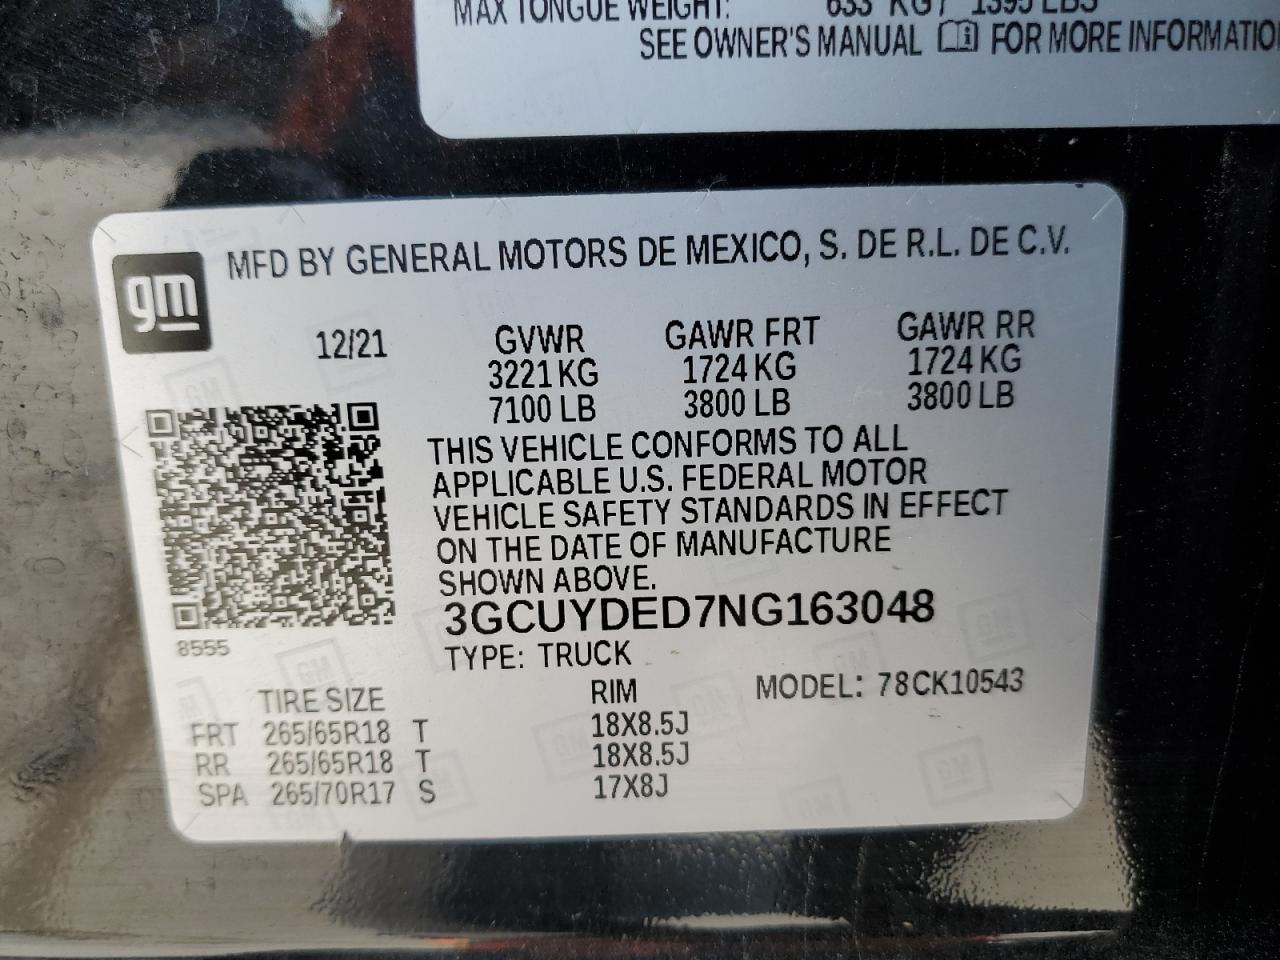 MAX TONGUE WEIGHT: 633 KG / 1395 LBS
SEE OWNER'S MANUAL FOR MORE INFORMATIO
gm
MFD BY GENERAL MOTORS DE MEXICO, S. DE R.L. DE C.V.
12/21 GVWR GAWR FRT GAWR RR
3221 KG 1724 KG 1724 KG
7100 LB 3800 LB 3800 LB
THIS VEHICLE CONFORMS TO ALL
APPLICABLE U.S. FEDERAL MOTOR
VEHICLE SAFETY STANDARDS IN EFFECT
ON THE DATE OF MANUFACTURE
SHOWN ABOVE.
3GCUYDED7NG163048
8555
TYPE: TRUCK
TIRE SIZE RIM MODEL: 78CK10543
FRT 265/65R18 T 18X8.5J
RR 265/65R18 T 18X8.5J
SPA 265/70R17 S 17X8J